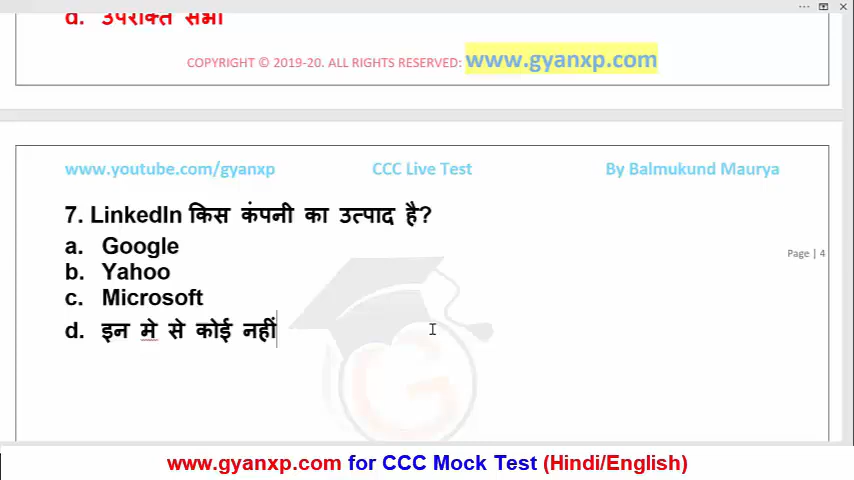 d. उपरोक्त सभी
COPYRIGHT © 2019-20. ALL RIGHTS RESERVED: www.gyanxp.com
www.youtube.com/gyanxp CCC Live Test By Balmukund Maurya
7. LinkedIn किस कंपनी का उत्पाद है?
Page | 4
a. Google
b. Yahoo
c. Microsoft
d. इन मे से कोई नहीं
www.gyanxp.com for CCC Mock Test (Hindi/English)